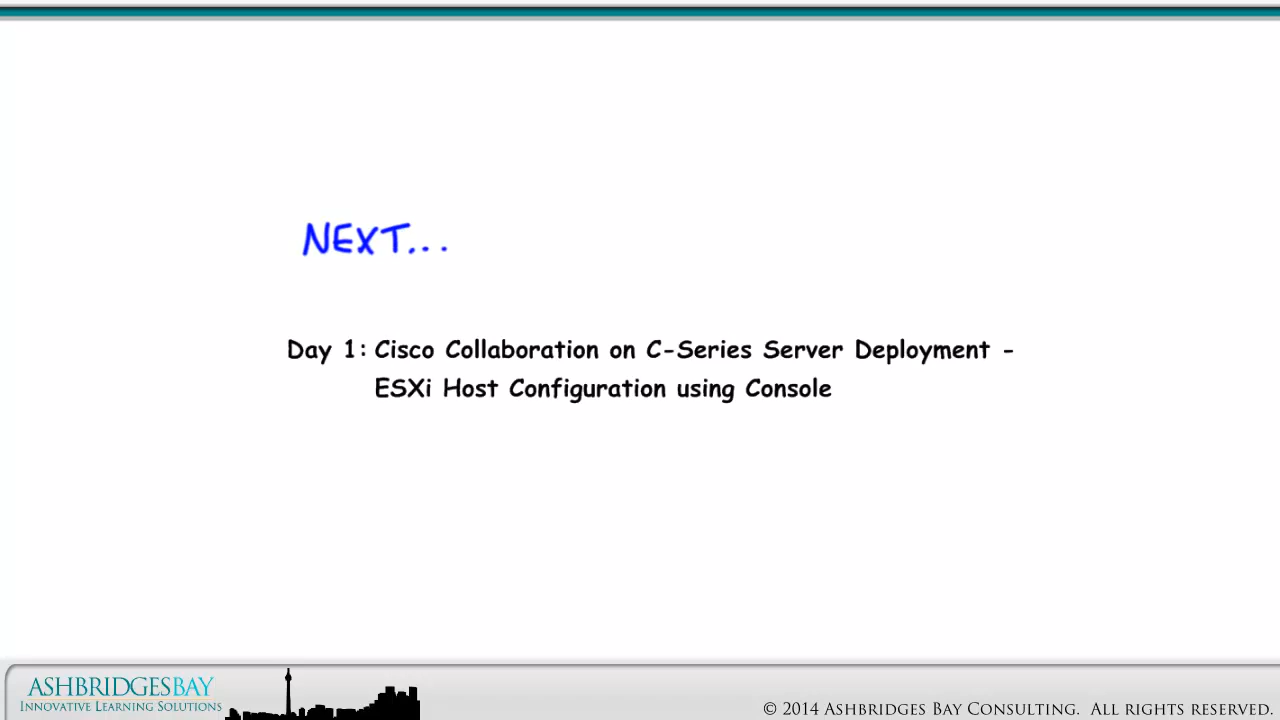 NEXT...
Day 1: Cisco Collaboration on C-Series Server Deployment -
ESXi Host Configuration using Console
ASHBRIDGESBAY
INNOVATIVE LEARNING SOLUTIONS
© 2014 ASHBRIDGES BAY CONSULTING. ALL RIGHTS RESERVED.